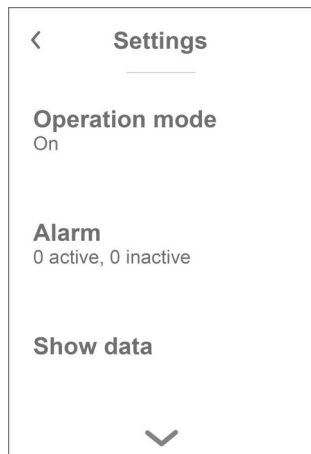 Settings
Operation mode
On
Alarm
0 active, 0 inactive
Show data